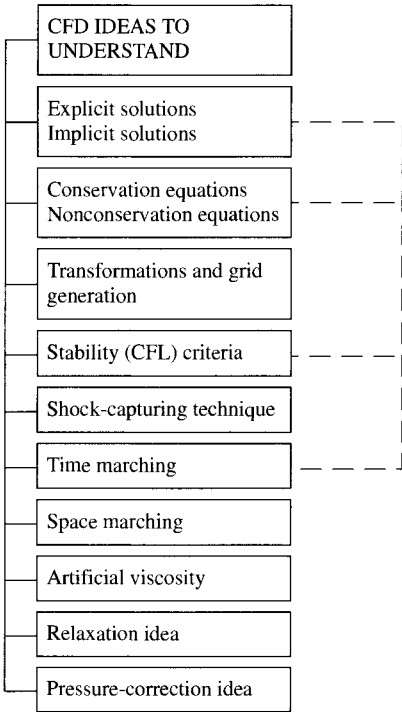 CFD IDEAS TO
UNDERSTAND
Explicit solutions
Implicit solutions
Conservation equations
Nonconservation equations
Transformations and grid
generation
Stability (CFL) criteria
Shock-capturing technique
Time marching
Space marching
Artificial viscosity
Relaxation idea
Pressure-correction idea